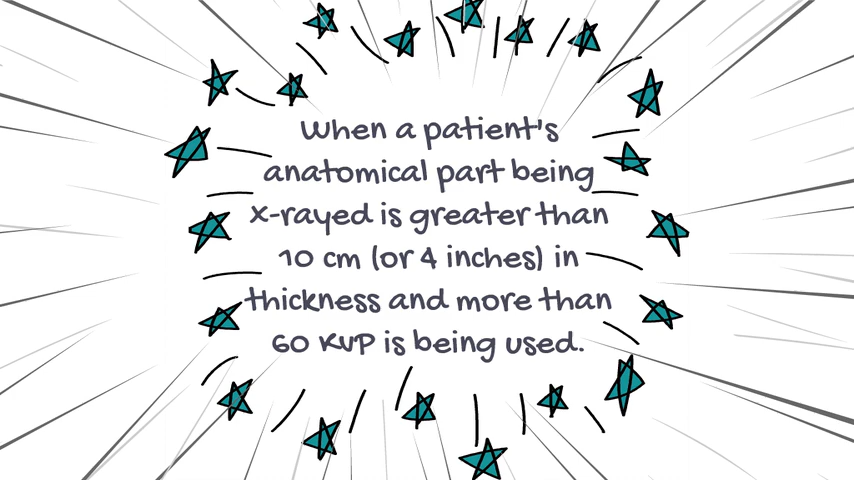 When a patient's
anatomical part being
x-rayed is greater than
10 cm (or 4 inches) in
thickness and more than
60 KVP is being used.